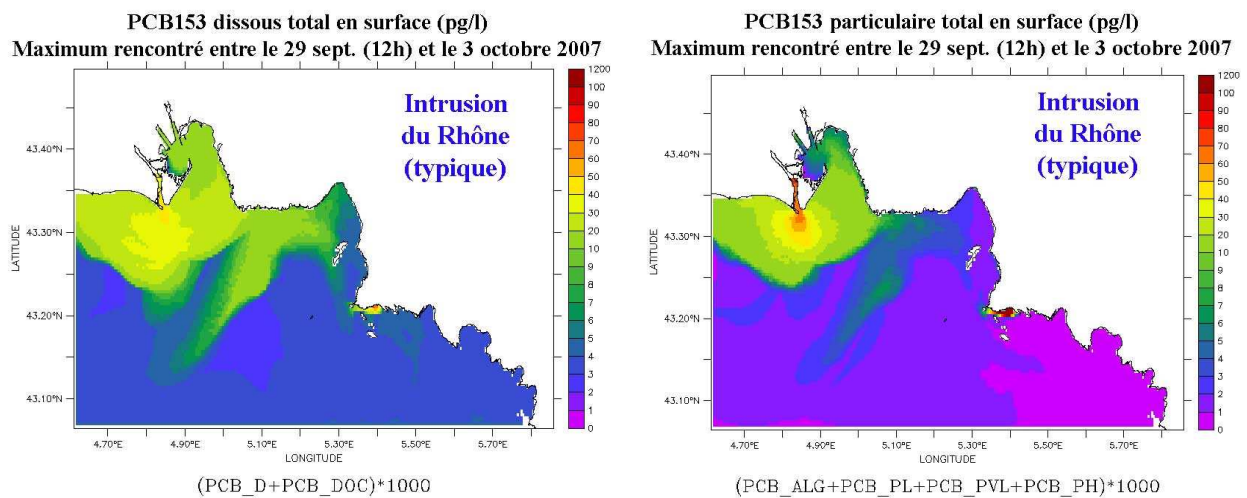 PCB153 dissous total en surface (pg/l)
Maximum rencontré entre le 29 sept. (12h) et le 3 octobre 2007
Intrusion
du Rhône
(typique)
1200
100
90
80
70
60
50
40
30
20
10
9
8
7
6
5
4
3
2
1
0
43.40°N
43.30°N
43.20°N
43.10°N
LATITUDE
4.70°E 4.90°E 5.10°E 5.30°E 5.50°E 5.70°E
LONGITUDE
(PCB_D+PCB_DOC)*1000
PCB153 particulaire total en surface (pg/l)
Maximum rencontré entre le 29 sept. (12h) et le 3 octobre 2007
Intrusion
du Rhône
(typique)
1200
100
90
80
70
60
50
40
30
20
10
9
8
7
6
5
4
3
2
1
0
43.40°N
43.30°N
43.20°N
43.10°N
LATITUDE
4.70°E 4.90°E 5.10°E 5.30°E 5.50°E 5.70°E
LONGITUDE
(PCB_ALG+PCB_PL+PCB_PVL+PCB_PH)*1000